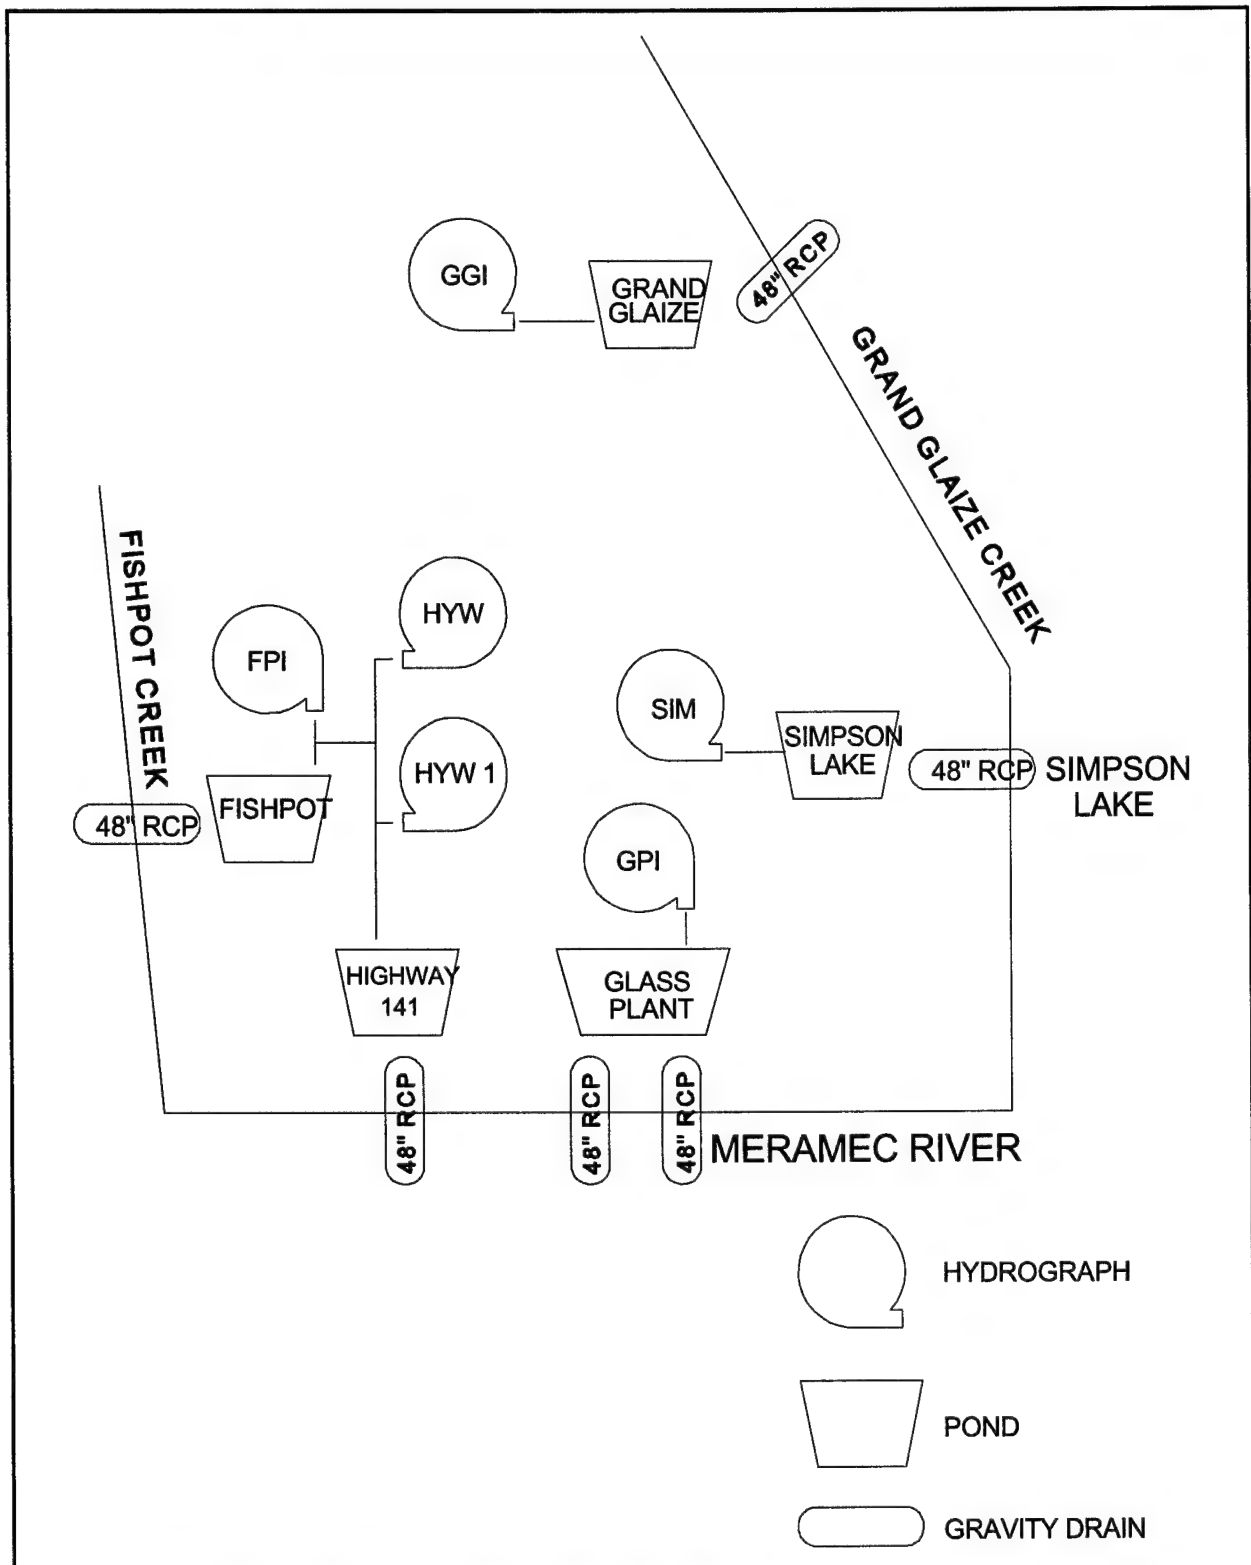 GGI
GRAND
GLAIZE
48" RCP
GRAND GLAIZE CREEK
FISHPOT CREEK
HYW
FPI
SIM
SIMPSON
LAKE
48" RCP
SIMPSON
LAKE
HYW 1
FISHPOT
48" RCP
GPI
HIGHWAY
141
GLASS
PLANT
48" RCP
48" RCP
48" RCP
MERAMEC RIVER
HYDROGRAPH
POND
GRAVITY DRAIN